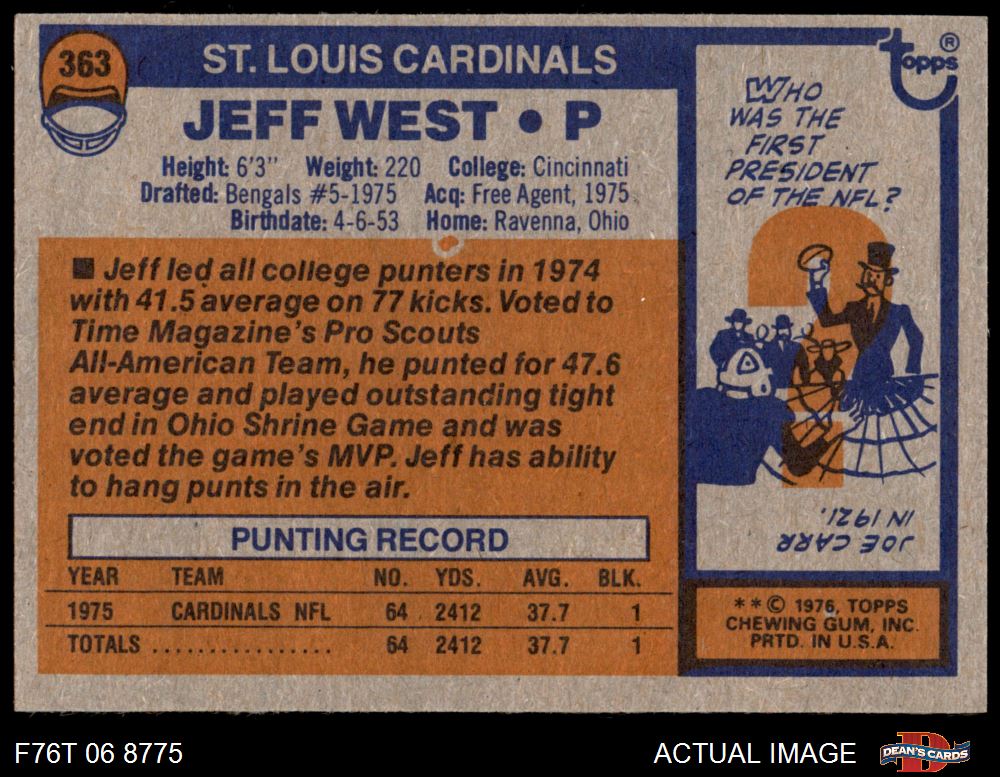 363
ST. LOUIS CARDINALS
JEFF WEST • P
Height: 6'3" Weight: 220 College: Cincinnati
Drafted: Bengals #5-1975 Acq: Free Agent, 1975
Birthdate: 4-6-53 Home: Ravenna, Ohio
■ Jeff led all college punters in 1974
with 41.5 average on 77 kicks. Voted to
Time Magazine's Pro Scouts
All-American Team, he punted for 47.6
average and played outstanding tight
end in Ohio Shrine Game and was
voted the game's MVP. Jeff has ability
to hang punts in the air.
PUNTING RECORD
YEAR TEAM NO. YDS. AVG. BLK.
1975 CARDINALS NFL 64 2412 37.7 1
TOTALS ................ 64 2412 37.7 1
topps ®
WHO
WAS THE
FIRST
PRESIDENT
OF THE NFL?
JOE CARR
IN 1921.
* * © 1976, TOPPS
CHEWING GUM, INC.
PRTD. IN U.S.A.
F76T 06 8775
ACTUAL IMAGE
DEAN'S CARDS